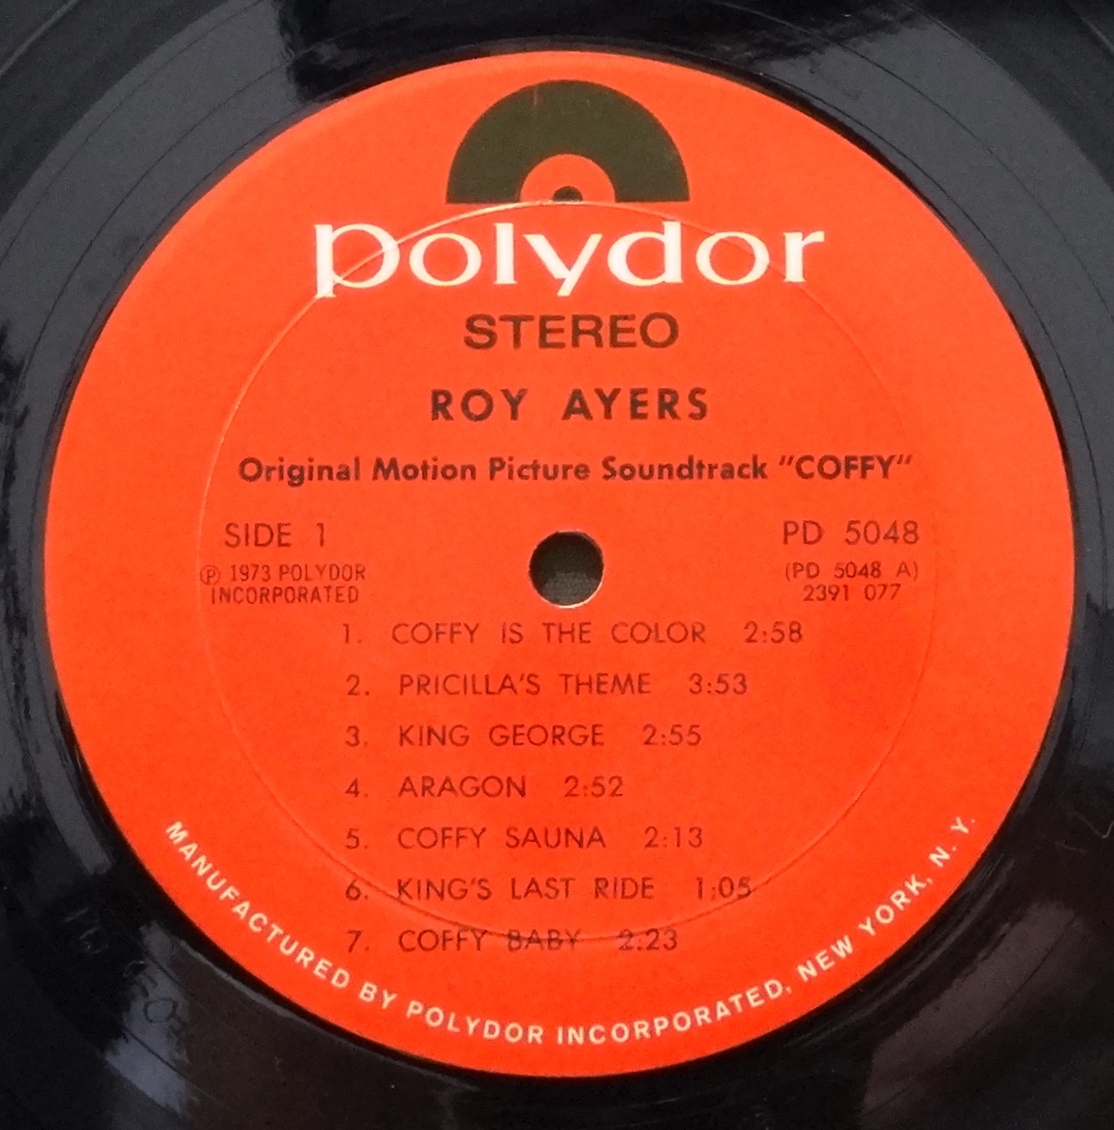 polydor
STEREO
ROY AYERS
Original Motion Picture Soundtrack "COFFY"
SIDE 1
PD 5048
℗ 1973 POLYDOR
INCORPORATED
(PD 5048 A)
2391 077
1. COFFY IS THE COLOR 2:58
2. PRICILLA'S THEME 3:53
3. KING GEORGE 2:55
4. ARAGON 2:52
5. COFFY SAUNA 2:13
6. KING'S LAST RIDE 1:05
7. COFFY BABY 2:23
MANUFACTURED BY POLYDOR INCORPORATED, NEW YORK, N. Y.